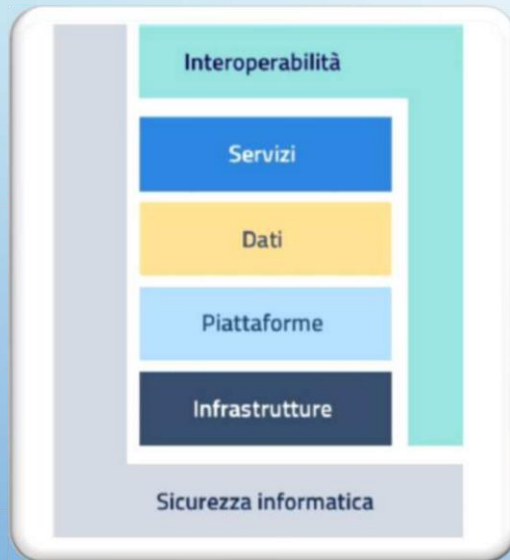 Interoperabilità
Servizi
Dati
Piattaforme
Infrastrutture
Sicurezza informatica